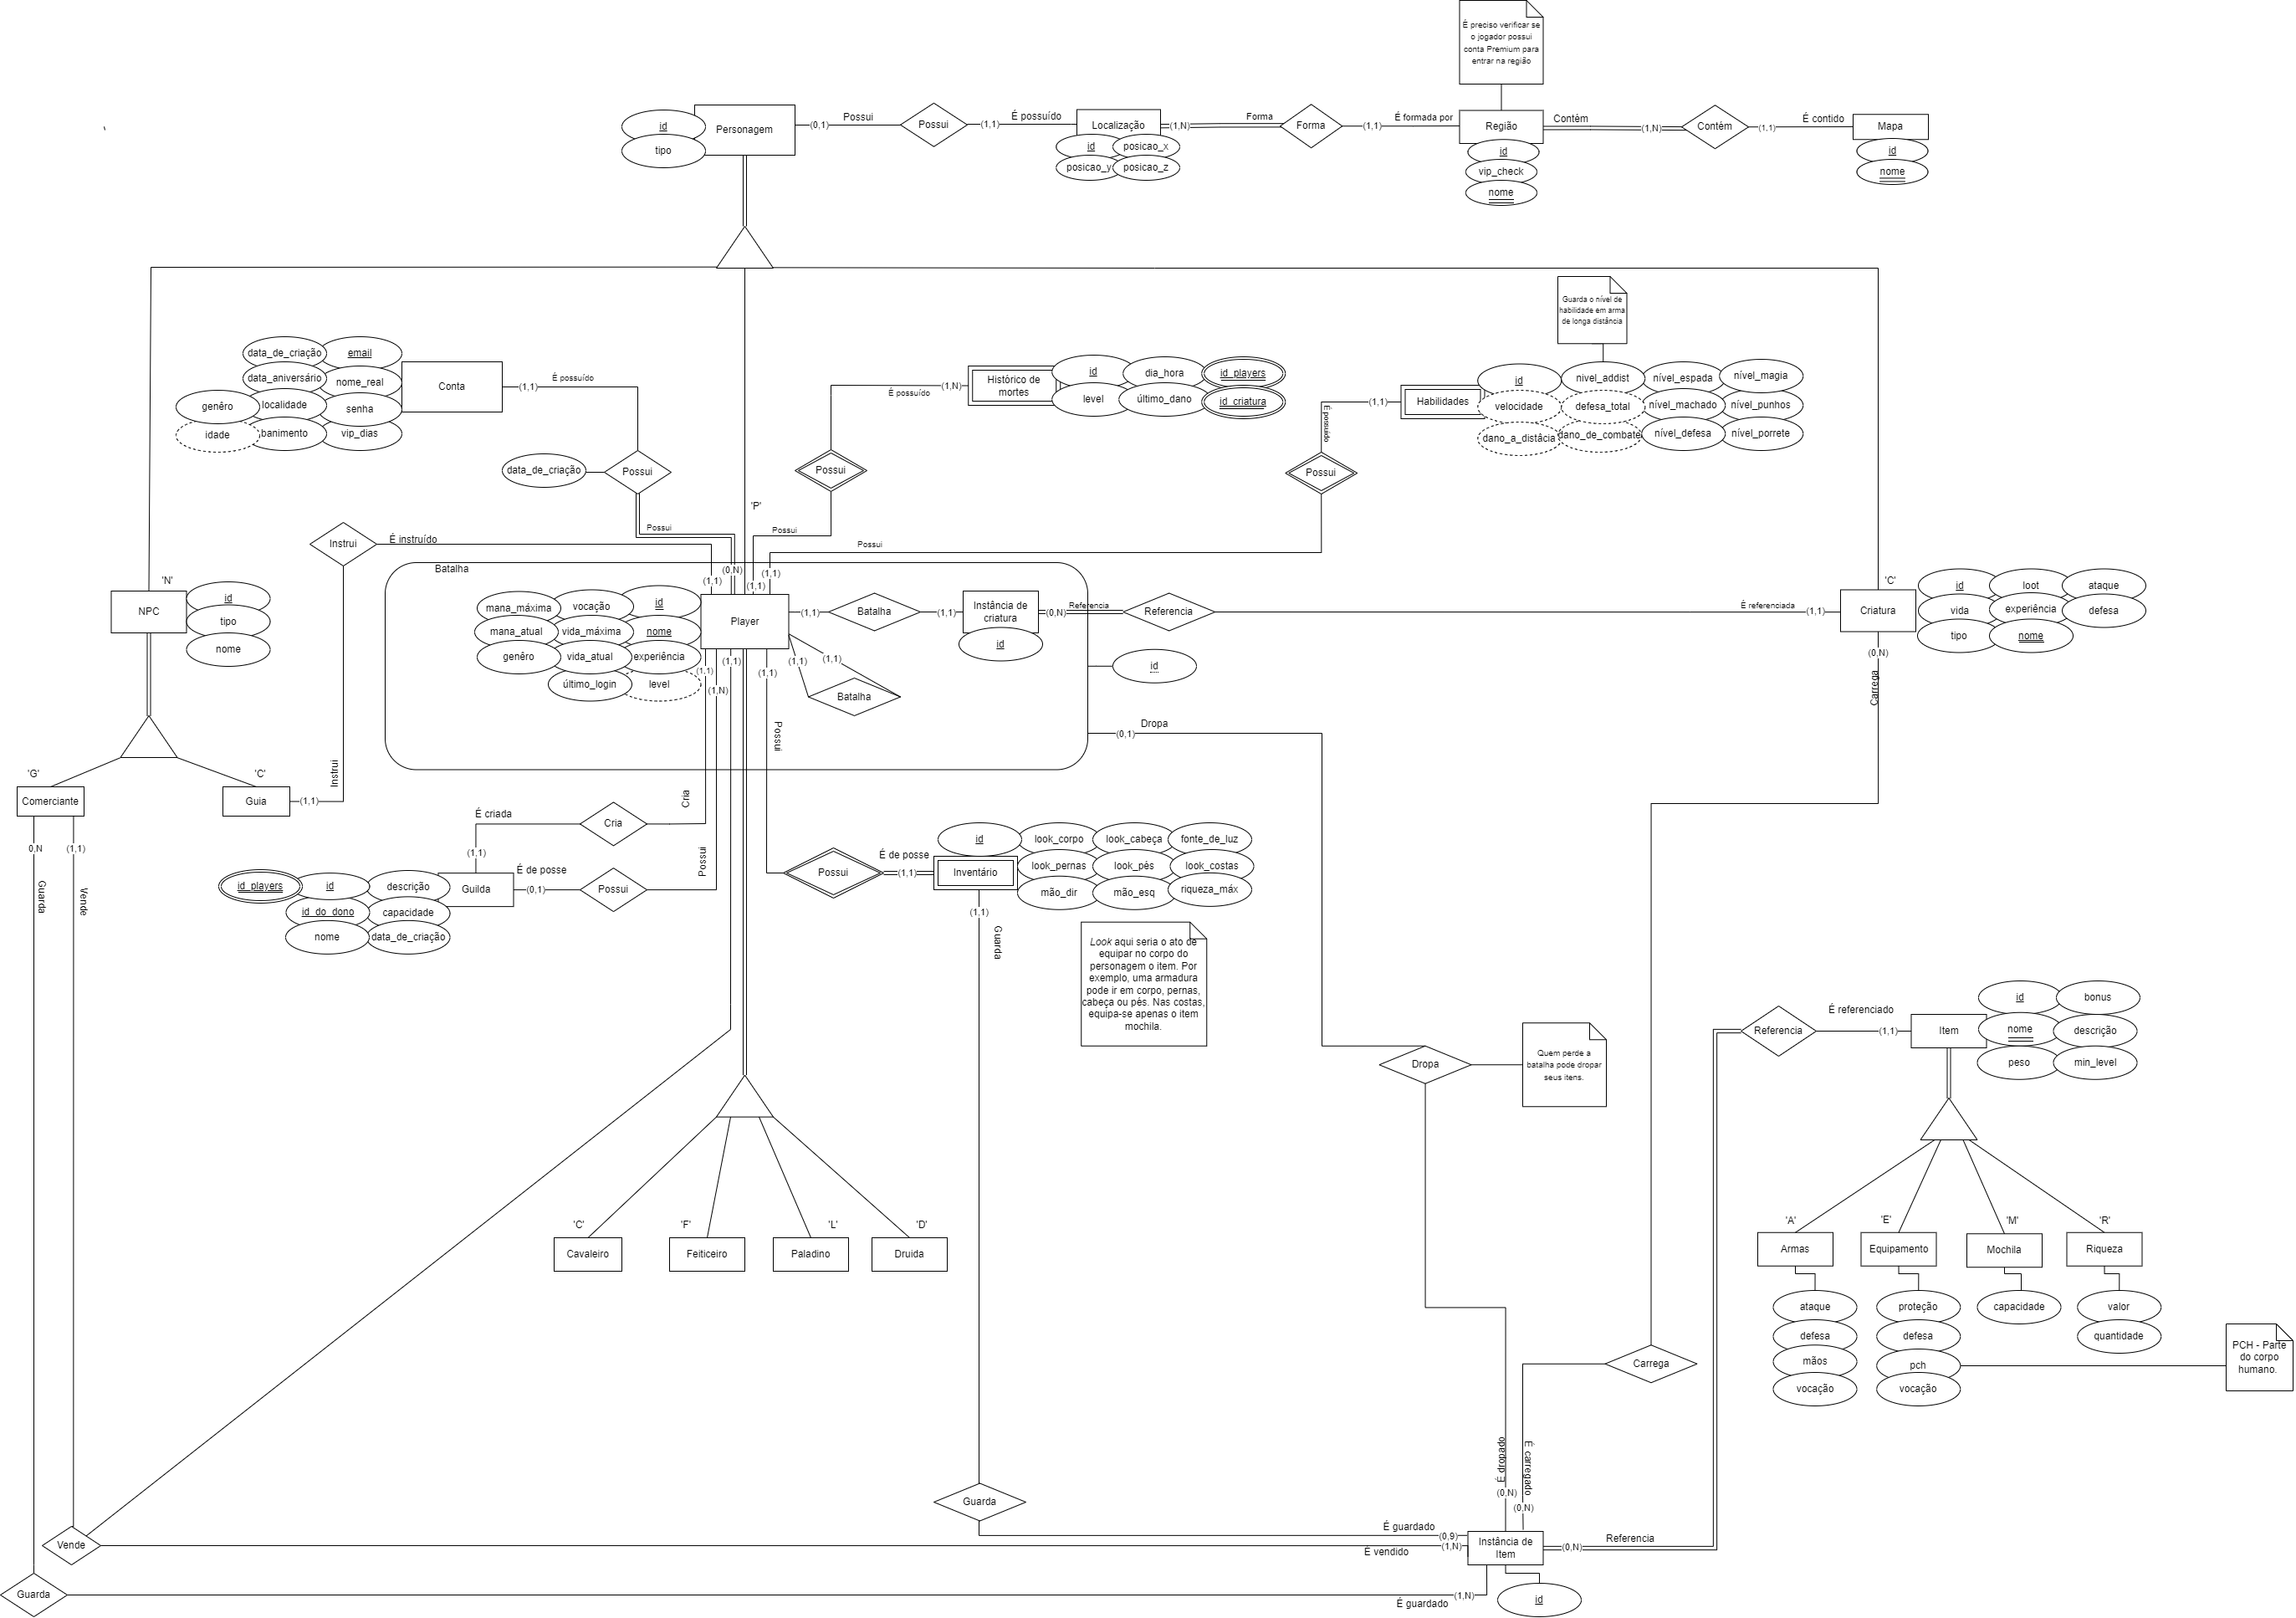 É preciso verificar se
o jogador possui
conta Premium para
entrar na região
Personagem
id
tipo
(0,1)
Possui
Possui
(1,1)
É possuído
Localização
id
posicao_x
posicao_y
posicao_z
(1,N)
Forma
Forma
(1,1)
É formada por
Região
id
vip_check
nome
Contém
(1,N)
Contém
(1,1)
É contido
Mapa
id
nome
Guarda o nível de
habilidade em arma
de longa distância
data_de_criação
email
data_aniversário
nome_real
genêro
localidade
senha
idade
banimento
vip_dias
Conta
(1,1)
É possuído
data_de_criação
Possui
Possui
(0,N)
É possuído
(1,N)
Histórico de
mortes
id
dia_hora
id_players
level
último_dano
id_criatura
Possui
Possui
(1,1)
É possuído
(1,1)
Habilidades
id
nivel_addist
nível_espada
nível_magia
velocidade
defesa_total
nível_machado
nível_punhos
dano_a_distâcia
dano_de_combate
nível_defesa
nível_porrete
Possui
Possui
(1,1)
'P'
Instrui
É instruído
(1,1)
'N'
NPC
id
tipo
nome
Batalha
mana_máxima
vocação
id
mana_atual
vida_máxima
nome
genêro
vida_atual
experiência
último_login
level
Player
(1,1)
Batalha
(1,1)
Instância de
criatura
id
(0,N)
Referencia
Referencia
É referenciada
(1,1)
'C'
Criatura
id
loot
ataque
vida
experiência
defesa
tipo
nome
(1,1)
(1,1)
Batalha
id
(0,N)
Carrega
(1,1)
(1,N)
(1,1)
(1,1)
Possui
Dropa
(0,1)
'G'
'C'
Comerciante
Guia
(1,1)
Instrui
0,N
(1,1)
Guarda
Vende
É criada
Cria
Cria
(1,1)
É de posse
Guilda
(0,1)
Possui
Possui
id_players
id
descrição
id_do_dono
capacidade
nome
data_de_criação
Possui
É de posse
(1,1)
Inventário
id
look_corpo
look_cabeça
fonte_de_luz
look_pernas
look_pés
look_costas
mão_dir
mão_esq
riqueza_máx
(1,1)
Guarda
Look aqui seria o ato de
equipar no corpo do
personagem o item. Por
exemplo, uma armadura
pode ir em corpo, pernas,
cabeça ou pés. Nas costas,
equipa-se apenas o item
mochila.
Dropa
Quem perde a
batalha pode dropar
seus itens.
Referencia
É referenciado
(1,1)
Item
id
bonus
nome
descrição
peso
min_level
'C'
'F'
'L'
'D'
Cavaleiro
Feiticeiro
Paladino
Druida
'A'
'E'
'M'
'R'
Armas
Equipamento
Mochila
Riqueza
ataque
proteção
capacidade
valor
defesa
defesa
quantidade
mãos
pch
vocação
vocação
PCH - Parte
do corpo
humano.
Carrega
É dropado
É carregado
(0,N)
(0,N)
Guarda
É guardado
(0,9)
Vende
É vendido
(1,N)
Instância de
Item
(0,N)
Referencia
id
Guarda
É guardado
(1,N)